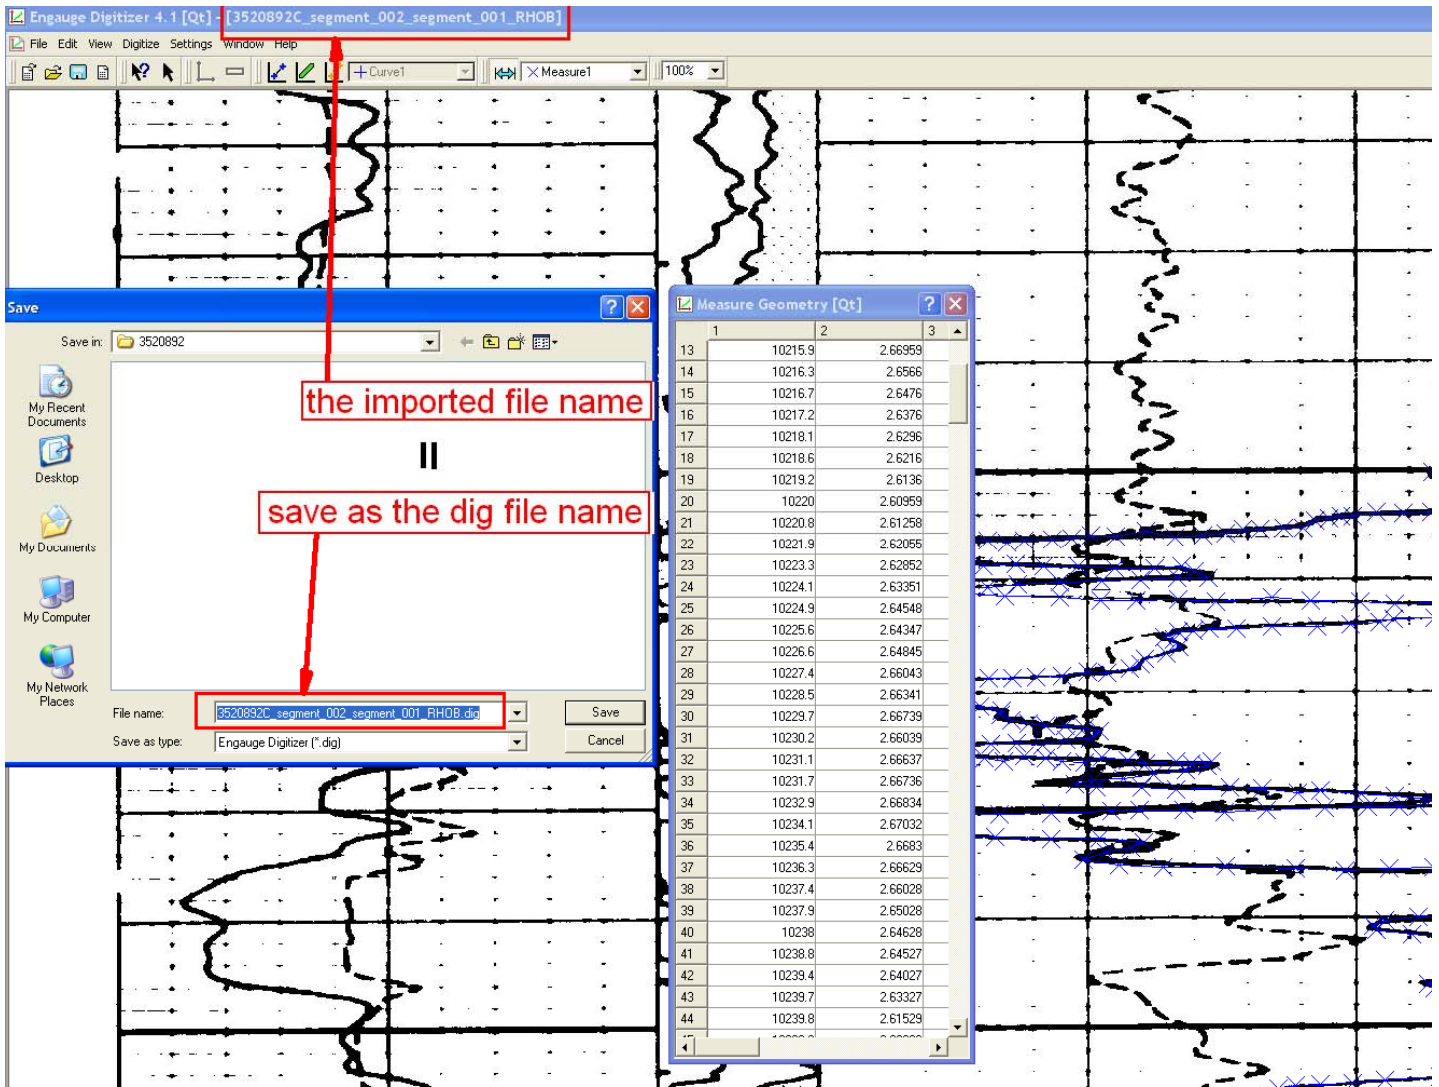 Engauge Digitizer 4.1 [Qt] - [3520892C_segment_002_segment_001_RHOB]
File Edit View Digitize Settings Window Help
Curve1 Measure1 100%
Save
Save in: 3520892
My Recent
Documents
Desktop
My Documents
My Computer
My Network
Places
the imported file name
=
save as the dig file name
File name: 3520892C_segment_002_segment_001_RHOB.dig Save
Save as type: Engauge Digitizer (*.dig) Cancel
Measure Geometry [Qt]
1 2 3
13 10215.9 2.66959
14 10216.3 2.6566
15 10216.7 2.6476
16 10217.2 2.6376
17 10218.1 2.6296
18 10218.6 2.6216
19 10219.2 2.6136
20 10220 2.60959
21 10220.8 2.61258
22 10221.9 2.62055
23 10223.3 2.62852
24 10224.1 2.63351
25 10224.9 2.64548
26 10225.6 2.64347
27 10226.6 2.64845
28 10227.4 2.66043
29 10228.5 2.66341
30 10229.7 2.66739
31 10230.2 2.66039
32 10231.1 2.66637
33 10231.7 2.66736
34 10232.9 2.66834
35 10234.1 2.67032
36 10235.4 2.6683
37 10236.3 2.66629
38 10237.4 2.66028
39 10237.9 2.65028
40 10238 2.64628
41 10238.8 2.64527
42 10239.4 2.64027
43 10239.7 2.63327
44 10239.8 2.61529